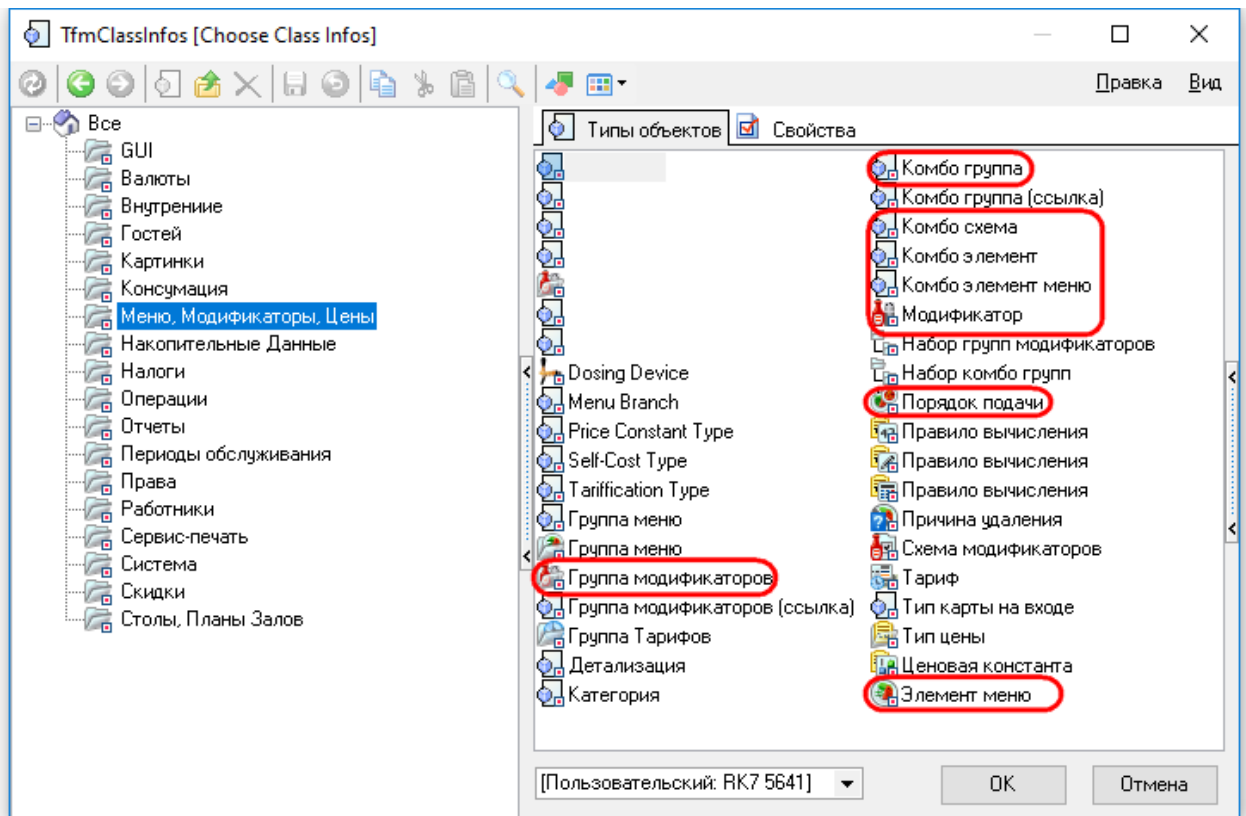 TfmClassInfos [Choose Class Infos]
Правка Вид
Все
GUI
Валюты
Внутренние
Гостей
Картинки
Консумация
Меню, Модификаторы, Цены
Накопительные Данные
Налоги
Операции
Отчеты
Периоды обслуживания
Права
Работники
Сервис-печать
Система
Скидки
Столы, Планы Залов
Типы объектов Свойства
Dosing Device
Menu Branch
Price Constant Type
Self-Cost Type
Tariffication Type
Группа меню
Группа меню
Группа модификаторов
Группа модификаторов (ссылка)
Группа Тарифов
Детализация
Категория
Комбо группа
Комбо группа (ссылка)
Комбо схема
Комбо элемент
Комбо элемент меню
Модификатор
Набор групп модификаторов
Набор комбо групп
Порядок подачи
Правило вычисления
Правило вычисления
Правило вычисления
Причина удаления
Схема модификаторов
Тариф
Тип карты на входе
Тип цены
Ценовая константа
Элемент меню
[Пользовательский: RK7 5641]
OK
Отмена